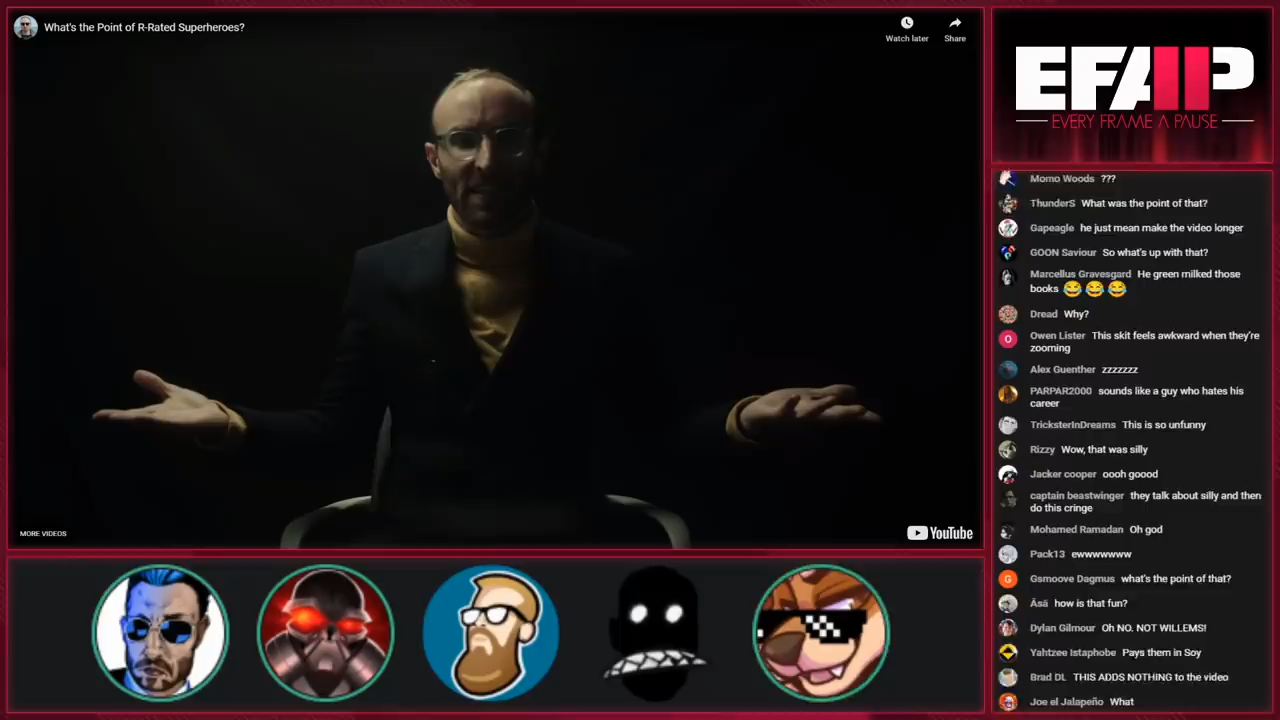 What's the Point of R-Rated Superheroes?
Watch later
Share
MORE VIDEOS
YouTube
EFAP
EVERY FRAME A PAUSE
Momo Woods ???
ThunderS What was the point of that?
Gapeagle he just mean make the video longer
GOON Saviour So what's up with that?
Marcellus Gravesgard He green milked those
books 😂 😂 😂
Dread Why?
O
Owen Lister This skit feels awkward when they're
zooming
Alex Guenther zzzzzzz
PARPAR2000 sounds like a guy who hates his
career
TricksterInDreams This is so unfunny
Rizzy Wow, that was silly
Jacker cooper oooh goood
captain beastwinger they talk about silly and then
do this cringe
Mohamed Ramadan Oh god
Pack13 ewwwwwww
G
Gsmoove Dagmus what's the point of that?
Äsä how is that fun?
Dylan Gilmour Oh NO. NOT WILLEMS!
Yahtzee Istaphobe Pays them in Soy
Brad DL THIS ADDS NOTHING to the video
Joe el Jalapeño What